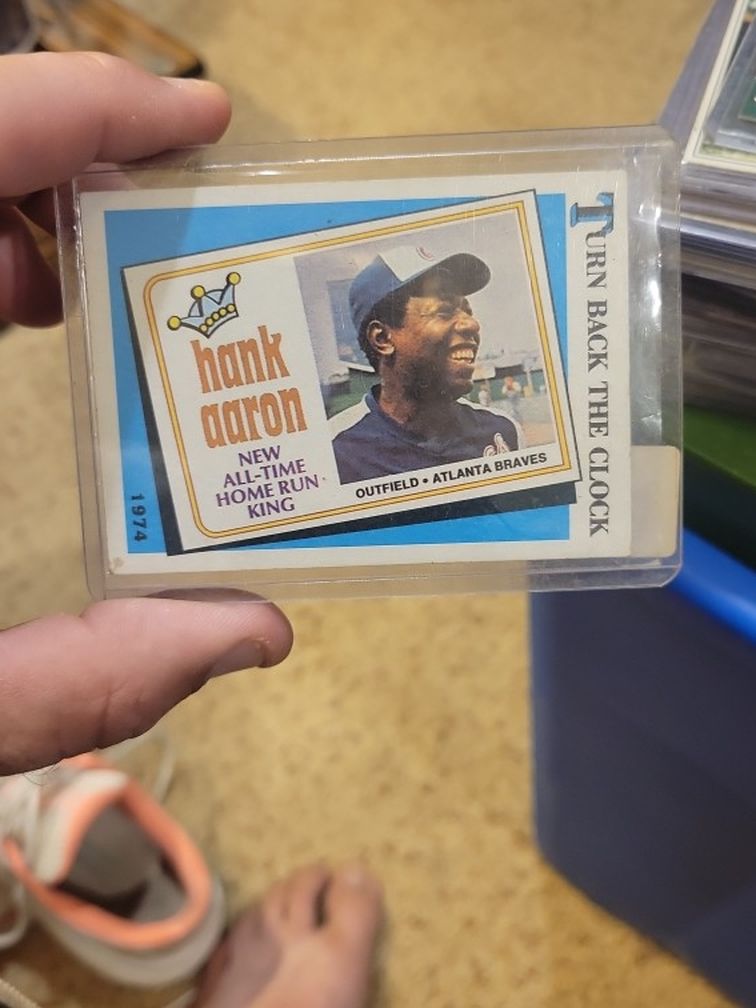 TURN BACK THE CLOCK
hank
aaron
NEW
ALL-TIME
HOME RUN
KING
OUTFIELD • ATLANTA BRAVES
1974